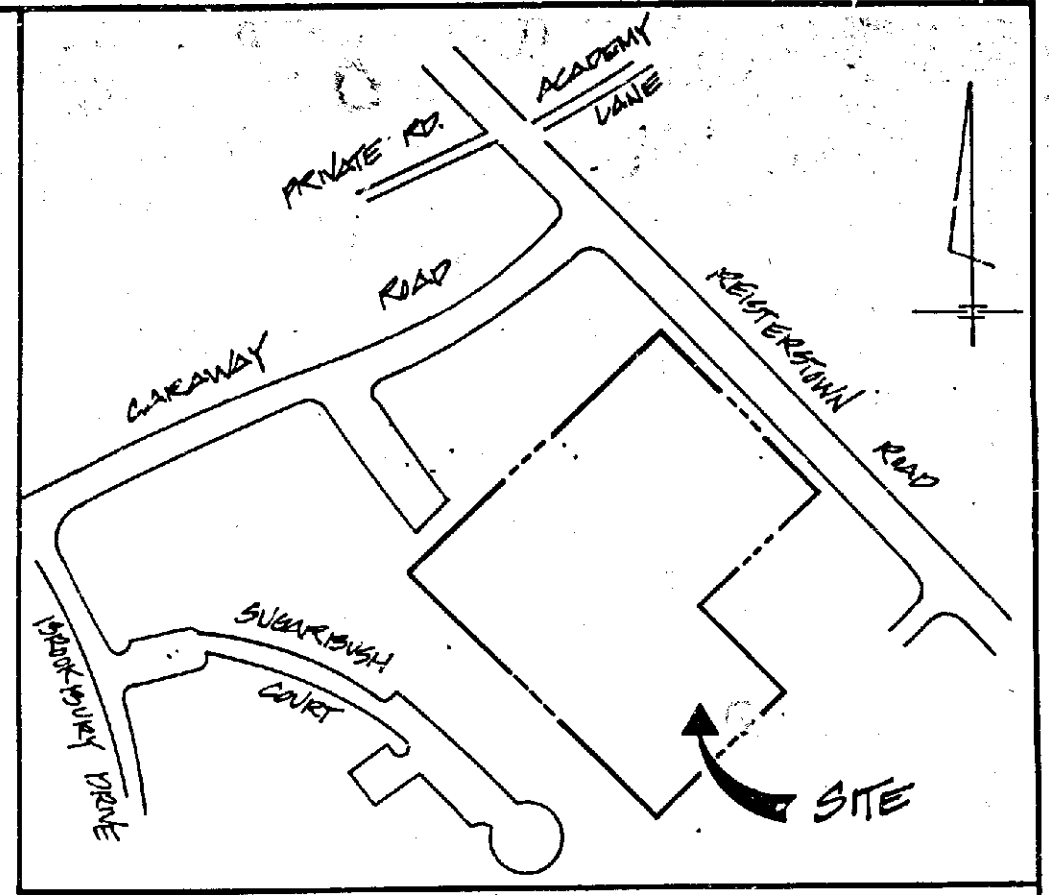 ACADEMY
LANE
PRIVATE RD.
CARAWAY ROAD
REISTERSTOWN ROAD
SUGARBUSH
COURT
BROOKBURY DRIVE
SITE